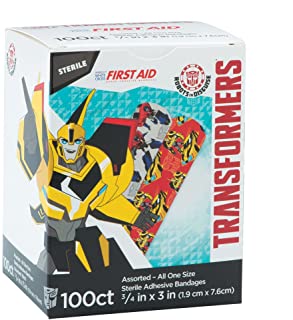 STERILE
FIRST AID
ROBOTS IN DISGUISE
TRANSFORMERS
Assorted – All One Size
Sterile Adhesive Bandages
100ct
3/4 in x 3 in (1.9 cm x 7.6cm)
100ct